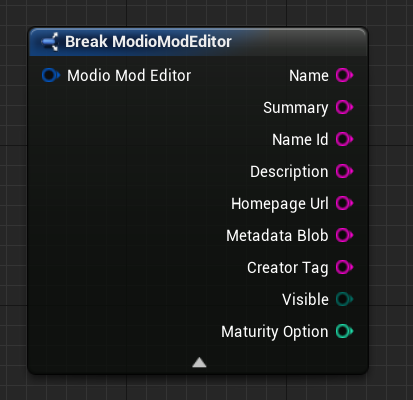 Break ModioModEditor
Modio Mod Editor Name
Summary
Name Id
Description
Homepage Url
Metadata Blob
Creator Tag
Visible
Maturity Option